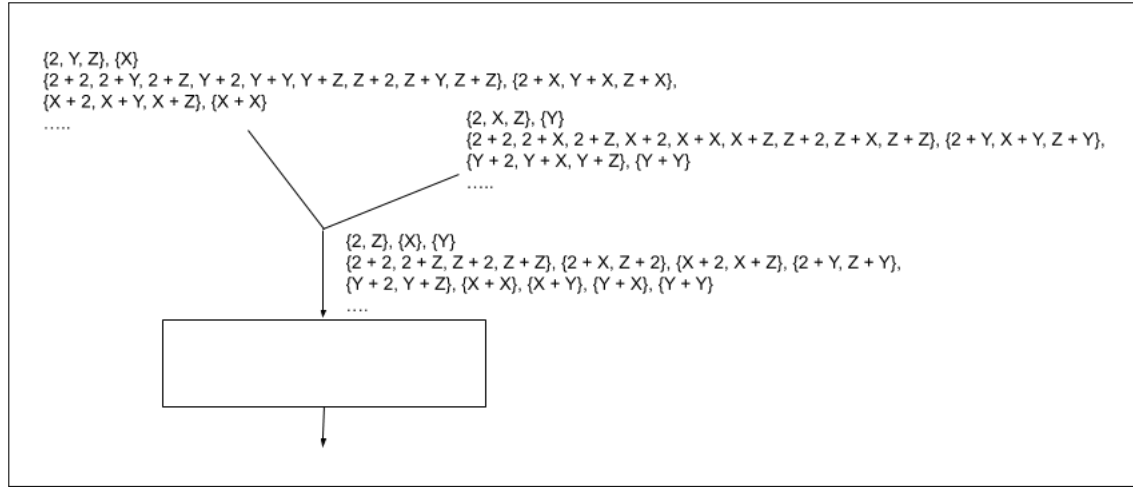 {2, Y, Z}, {X}
{2 + 2, 2 + Y, 2 + Z, Y + 2, Y + Y, Y + Z, Z + 2, Z + Y, Z + Z}, {2 + X, Y + X, Z + X},
{X + 2, X + Y, X + Z}, {X + X}
…..
{2, X, Z}, {Y}
{2 + 2, 2 + X, 2 + Z, X + 2, X + X, X + Z, Z + 2, Z + X, Z + Z}, {2 + Y, X + Y, Z + Y},
{Y + 2, Y + X, Y + Z}, {Y + Y}
…..
{2, Z}, {X}, {Y}
{2 + 2, 2 + Z, Z + 2, Z + Z}, {2 + X, Z + 2}, {X + 2, X + Z}, {2 + Y, Z + Y},
{Y + 2, Y + Z}, {X + X}, {X + Y}, {Y + X}, {Y + Y}
….